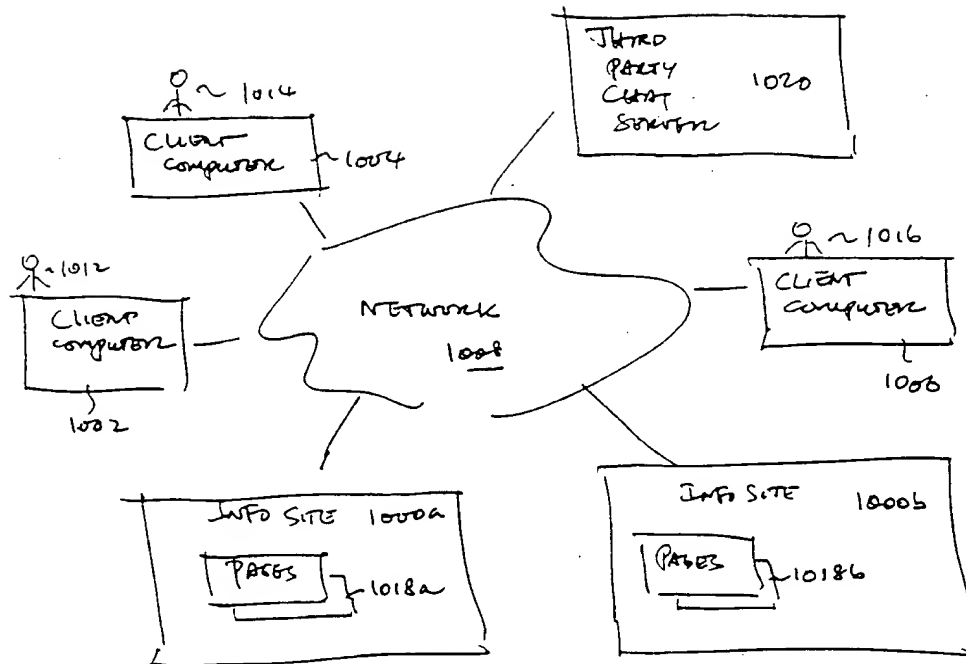 THIRD
PARTY
CHAT
SERVER
1020
1014
CLIENT
COMPUTER
1004
1012
CLIENT
COMPUTER
1002
NETWORK
1008
1016
CLIENT
COMPUTER
1006
INFO SITE 1000a
PAGES
1018a
INFO SITE 1000b
PAGES
1018b